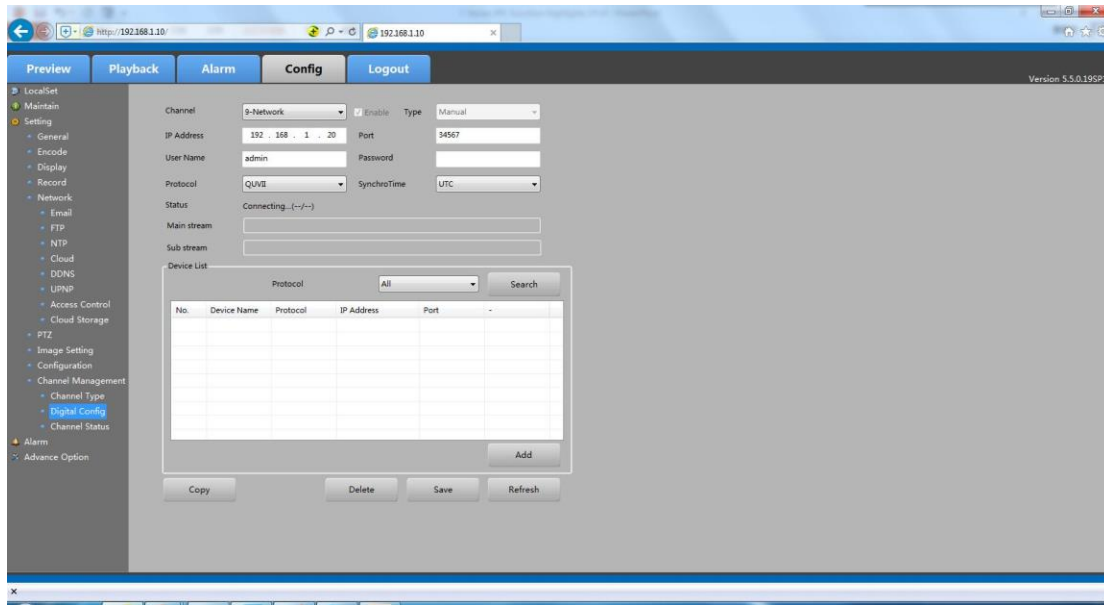 http://192.168.1.10/
192.168.1.10
Preview Playback Alarm Config Logout
Version 5.5.0.19SP
LocalSet
Maintain
Setting
General
Encode
Display
Record
Network
Email
FTP
NTP
Cloud
DDNS
UPNP
Access Control
Cloud Storage
PTZ
Image Setting
Configuration
Channel Management
Channel Type
Digital Config
Channel Status
Alarm
Advance Option
Channel 9-Network Enable Type Manual
IP Address 192 . 168 . 1 . 20 Port 34567
User Name admin Password
Protocol QUVII SynchroTime UTC
Status Connecting...(--/--)
Main stream
Sub stream
Device List
Protocol All Search
No. Device Name Protocol IP Address Port -
Add
Copy Delete Save Refresh